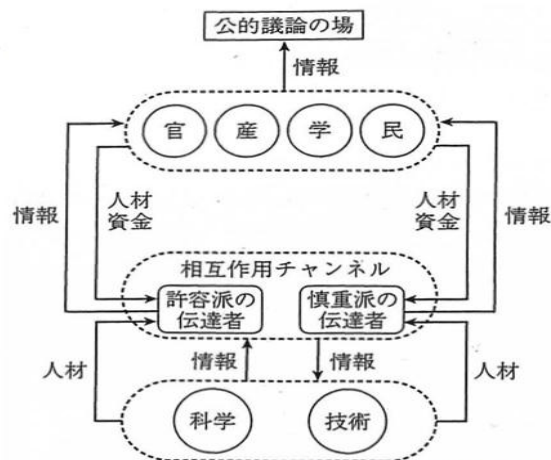 公的議論の場
情報
官 産 学 民
情報
人材
資金
人材
資金
情報
相互作用チャンネル
許容派の
伝達者
慎重派の
伝達者
人材
情報
情報
人材
科学
技術